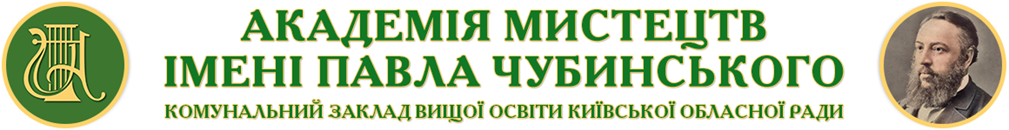 АКАДЕМІЯ МИСТЕЦТВ
ІМЕНІ ПАВЛА ЧУБИНСЬКОГО
КОМУНАЛЬНИЙ ЗАКЛАД ВИЩОЇ ОСВІТИ КИЇВСЬКОЇ ОБЛАСНОЇ РАДИ